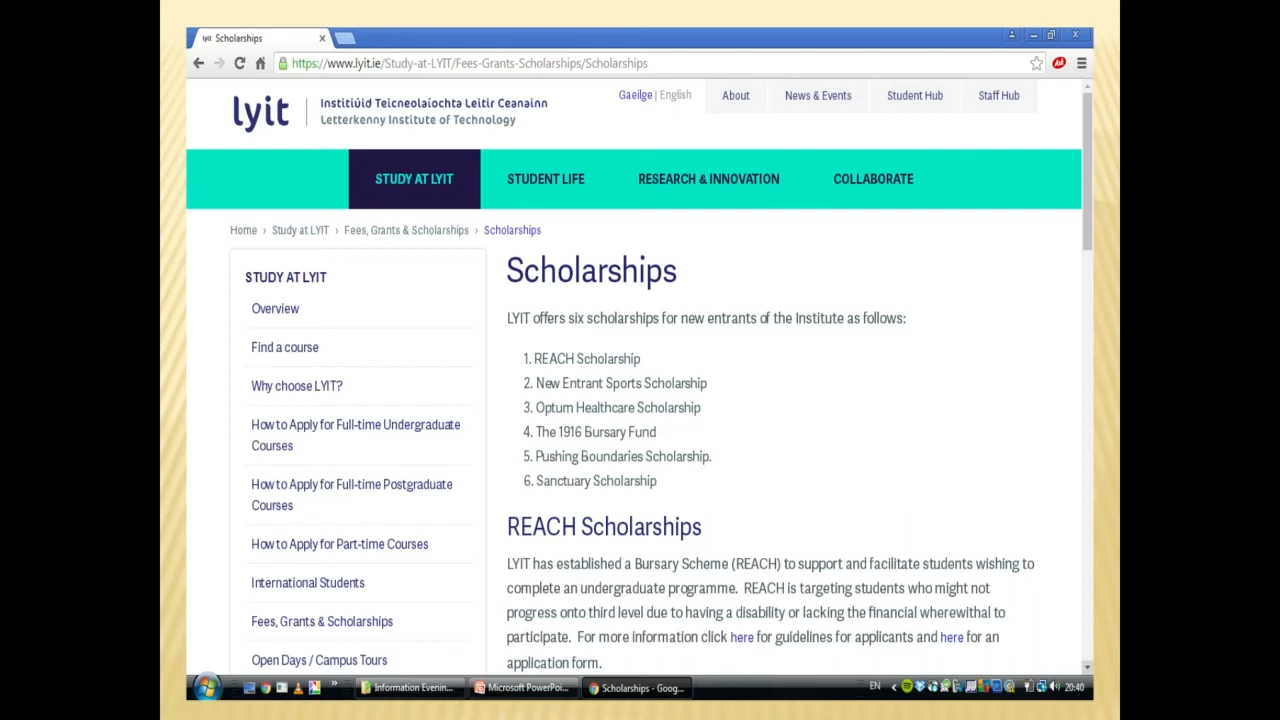 Scholarships
https://www.lyit.ie/Study-at-LYIT/Fees-Grants-Scholarships/Scholarships
lyit
Institiúid Teicneolaíochta Leitir Ceanainn
Letterkenny Institute of Technology
Gaeilge | English
About
News & Events
Student Hub
Staff Hub
STUDY AT LYIT
STUDENT LIFE
RESEARCH & INNOVATION
COLLABORATE
Home › Study at LYIT › Fees, Grants & Scholarships › Scholarships
STUDY AT LYIT
Overview
Find a course
Why choose LYIT?
How to Apply for Full-time Undergraduate
Courses
How to Apply for Full-time Postgraduate
Courses
How to Apply for Part-time Courses
International Students
Fees, Grants & Scholarships
Open Days / Campus Tours
Scholarships
LYIT offers six scholarships for new entrants of the Institute as follows:
1. REACH Scholarship
2. New Entrant Sports Scholarship
3. Optum Healthcare Scholarship
4. The 1916 Bursary Fund
5. Pushing Boundaries Scholarship.
6. Sanctuary Scholarship
REACH Scholarships
LYIT has established a Bursary Scheme (REACH) to support and facilitate students wishing to
complete an undergraduate programme. REACH is targeting students who might not
progress onto third level due to having a disability or lacking the financial wherewithal to
participate. For more information click here for guidelines for applicants and here for an
application form.
Information Evenin...
Microsoft PowerPoi...
Scholarships - Goog...
EN
20:40